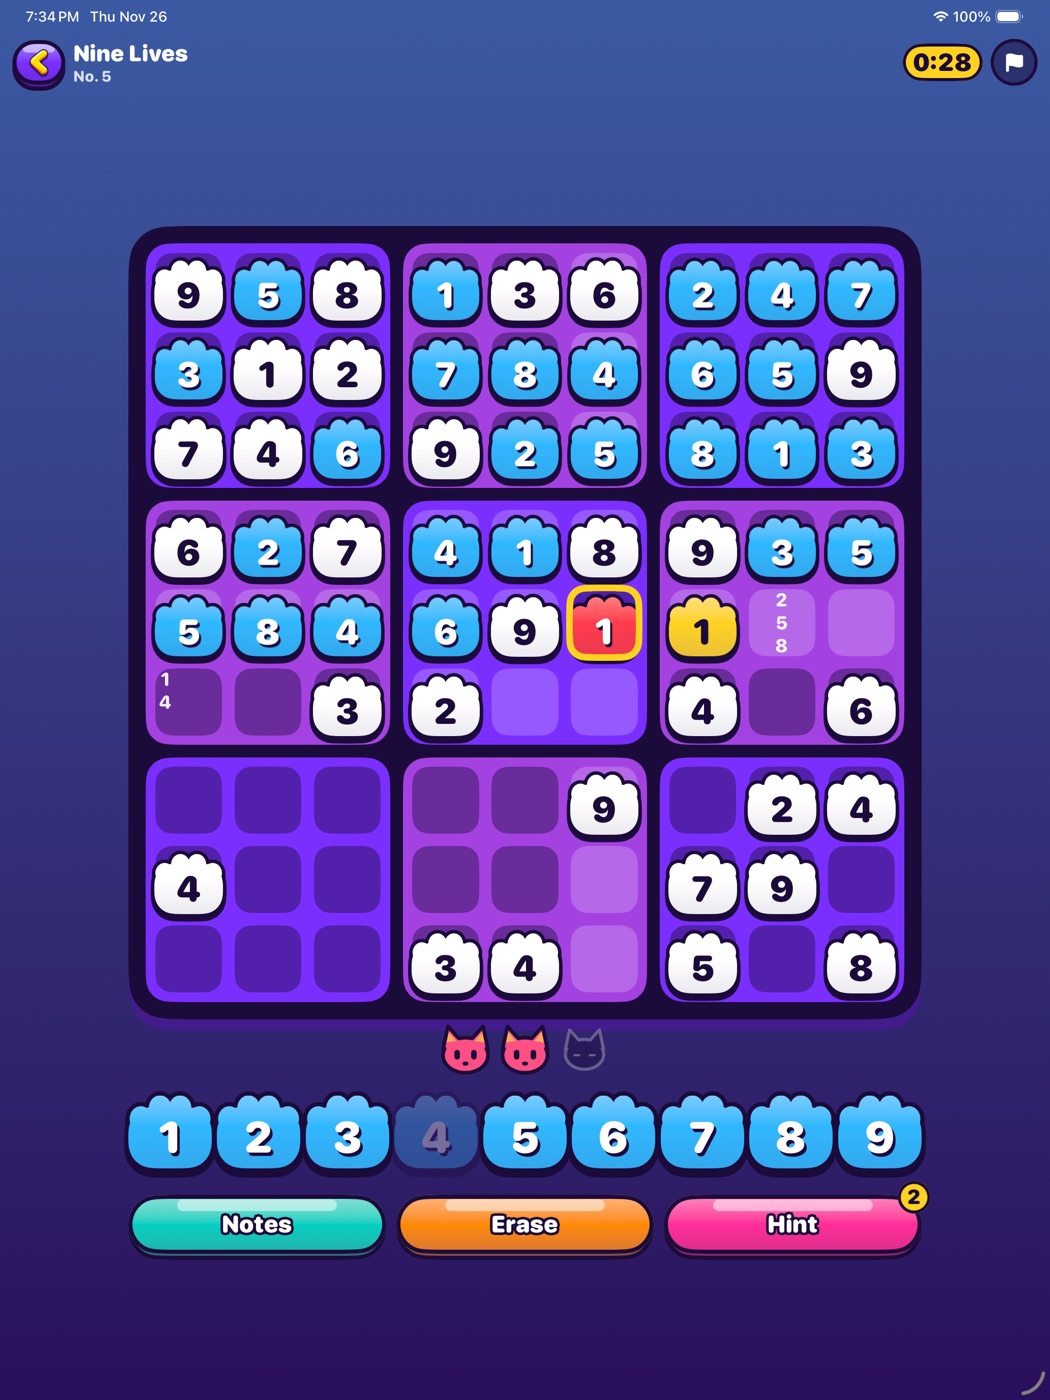 7:34 PM Thu Nov 26
100%
Nine Lives
No. 5
0:28
9 5 8 1 3 6 2 4 7
3 1 2 7 8 4 6 5 9
7 4 6 9 2 5 8 1 3
6 2 7 4 1 8 9 3 5
5 8 4 6 9 1 1 2 5 8
1 4 3 2 4 6
9 2 4
4 7 9
3 4 5 8
1 2 3 4 5 6 7 8 9
2
Notes Erase Hint